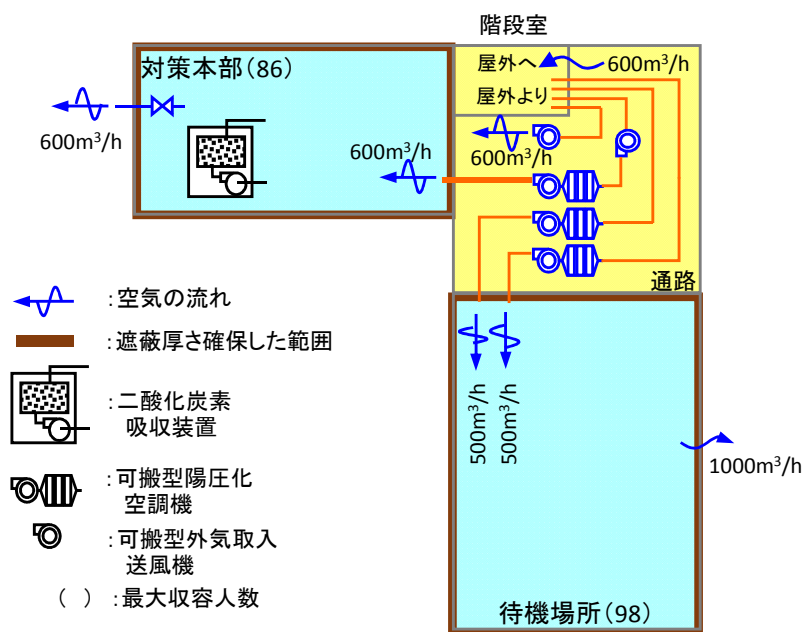 階段室
対策本部(86)
屋外へ
600m³/h
屋外より
600m³/h
600m³/h
600m³/h
通路
:空気の流れ
:遮蔽厚さ確保した範囲
:二酸化炭素
吸収装置
:可搬型陽圧化
空調機
:可搬型外気取入
送風機
( ):最大収容人数
500m³/h
500m³/h
1000m³/h
待機場所(98)